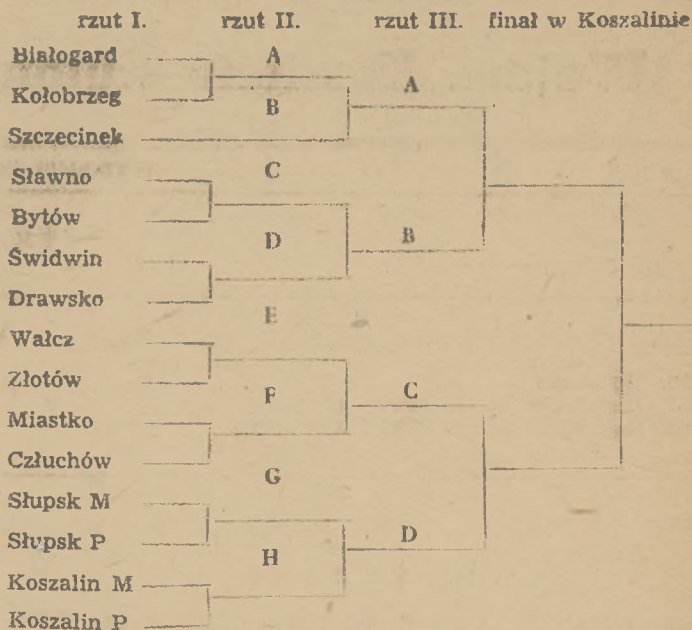 rzut I. rzut II. rzut III. finał w Koszalinie
Białogard
A
Kołobrzeg
A
B
Szczecinek
C
Sławno
Bytów
D
B
Świdwin
Drawsko
E
Wałcz
Złotów
F
C
Miastko
Człuchów
G
Słupsk M
Słupsk P
D
H
Koszalin M
Koszalin P